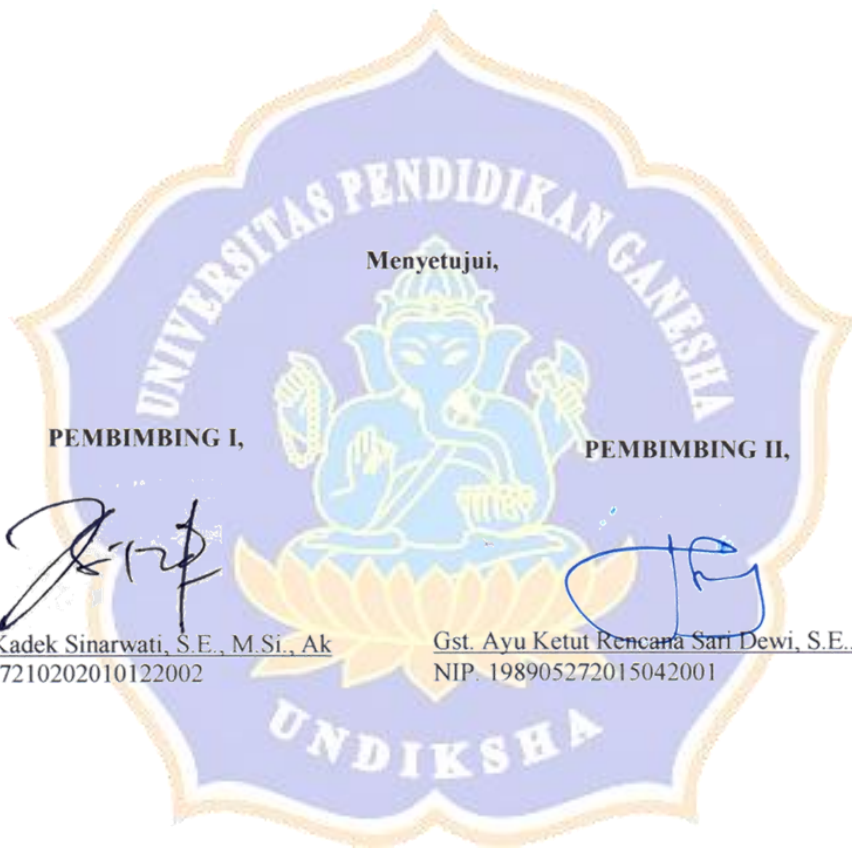 UNIVERSITAS PENDIDIKAN GANESHA
Menyetujui,
PEMBIMBING I,
PEMBIMBING II,
Kadek Sinarwati, S.E., M.Si., Ak
Gst. Ayu Ketut Rencana Sari Dewi, S.E.,
7210202010122002
NIP. 198905272015042001
UNDIKSHA